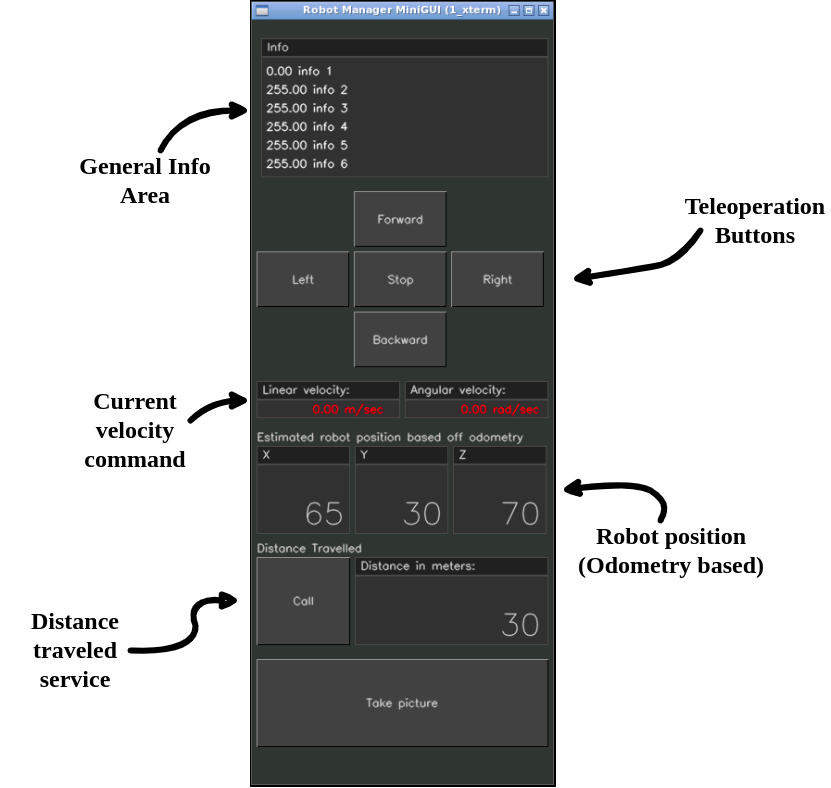 Robot Manager MiniGUI (1_xterm)
Info
0.00 info 1
255.00 info 2
255.00 info 3
255.00 info 4
255.00 info 5
255.00 info 6
General Info
Area
Forward
Teleoperation
Buttons
Left Stop Right
Backward
Linear velocity: Angular velocity:
0.00 m/sec 0.00 rad/sec
Current
velocity
command
Estimated robot position based off odometry
X Y Z
65 30 70
Robot position
(Odometry based)
Distance Travelled
Distance in meters:
Call
30
Distance
traveled
service
Take picture